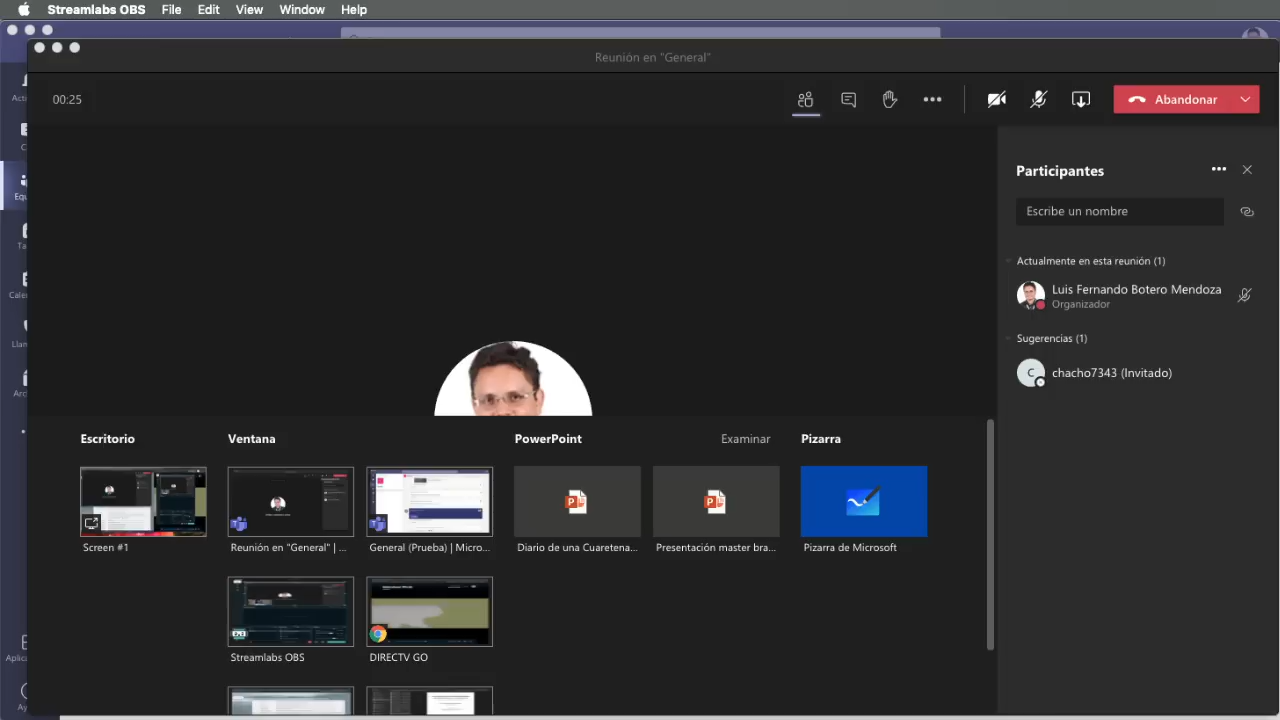 Streamlabs OBS File Edit View Window Help
Reunión en "General"
00:25
Abandonar
Participantes
Escribe un nombre
Actualmente en esta reunión (1)
Luis Fernando Botero Mendoza
Organizador
Sugerencias (1)
C
chacho7343 (Invitado)
Escritorio
Ventana
PowerPoint
Examinar
Pizarra
Screen #1
Reunión en "General" | ...
General (Prueba) | Micro...
Diario de una Cuaretena...
Presentación master bra...
Pizarra de Microsoft
Streamlabs OBS
DIRECTV GO